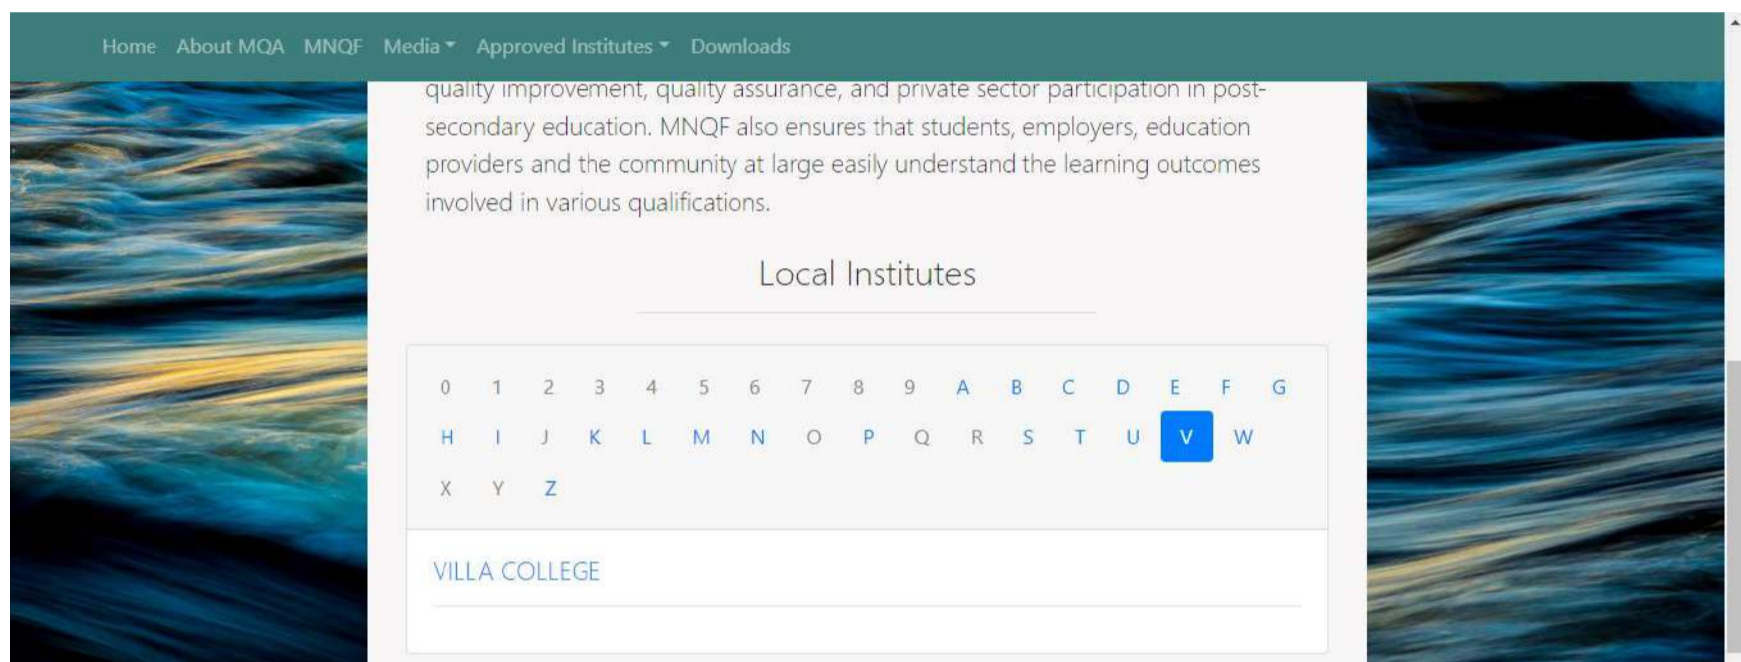 Home About MQA MNQF Media Approved Institutes Downloads
quality improvement, quality assurance, and private sector participation in post-
secondary education. MNQF also ensures that students, employers, education
providers and the community at large easily understand the learning outcomes
involved in various qualifications.
Local Institutes
0 1 2 3 4 5 6 7 8 9 A B C D E F G
H I J K L M N O P Q R S T U V W
X Y Z
VILLA COLLEGE